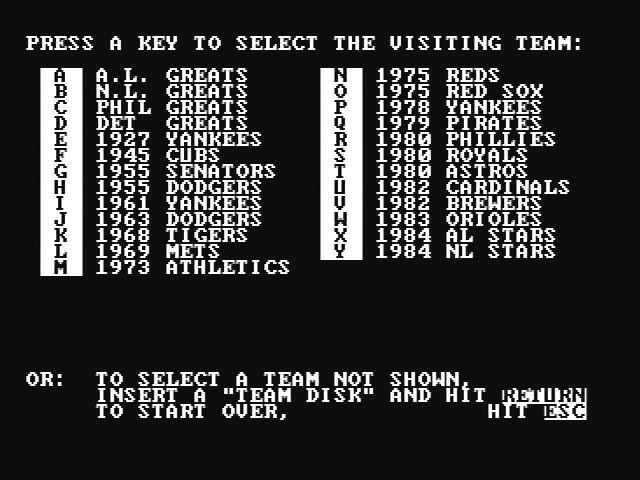 PRESS A KEY TO SELECT THE VISITING TEAM:
A A.L. GREATS
B N.L. GREATS
C PHIL GREATS
D DET GREATS
E 1927 YANKEES
F 1945 CUBS
G 1955 SENATORS
H 1955 DODGERS
I 1961 YANKEES
J 1963 DODGERS
K 1968 TIGERS
L 1969 METS
M 1973 ATHLETICS
N 1975 REDS
O 1975 RED SOX
P 1978 YANKEES
Q 1979 PIRATES
R 1980 PHILLIES
S 1980 ROYALS
T 1980 ASTROS
U 1982 CARDINALS
V 1982 BREWERS
W 1983 ORIOLES
X 1984 AL STARS
Y 1984 NL STARS
OR: TO SELECT A TEAM NOT SHOWN,
INSERT A "TEAM DISK" AND HIT RETURN
TO START OVER, HIT ESC